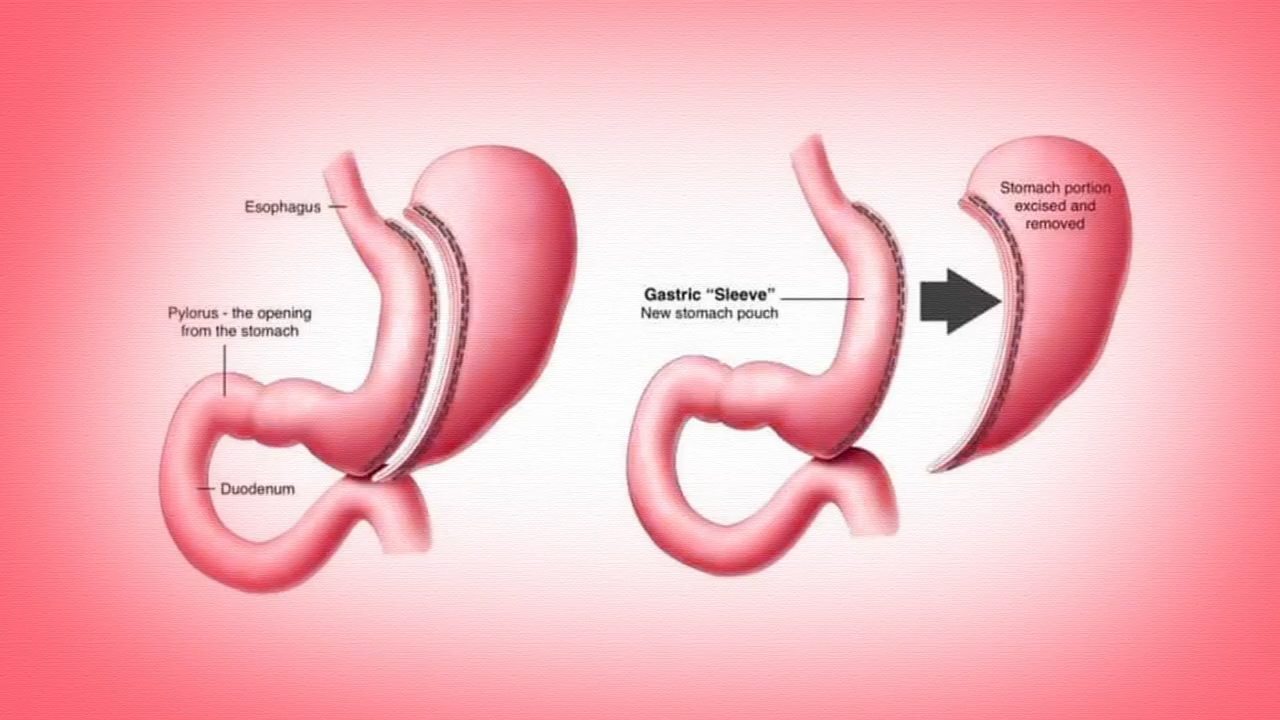 Esophagus
Pylorus - the opening
from the stomach
Duodenum
Gastric “Sleeve”
New stomach pouch
Stomach portion
excised and
removed